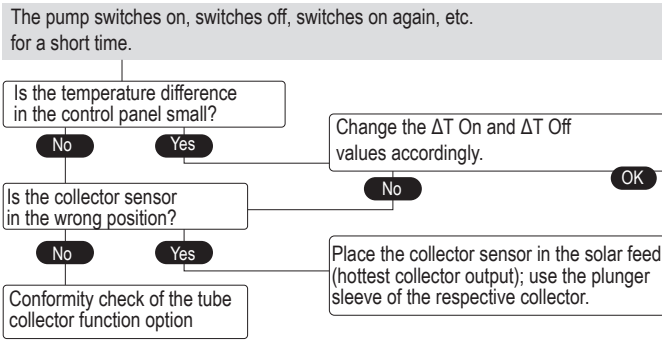 The pump switches on, switches off, switches on again, etc.
for a short time.
Is the temperature difference
in the control panel small?
No
Yes
Change the ΔT On and ΔT Off
values accordingly.
No
OK
Is the collector sensor
in the wrong position?
No
Yes
Place the collector sensor in the solar feed
(hottest collector output); use the plunger
sleeve of the respective collector.
Conformity check of the tube
collector function option